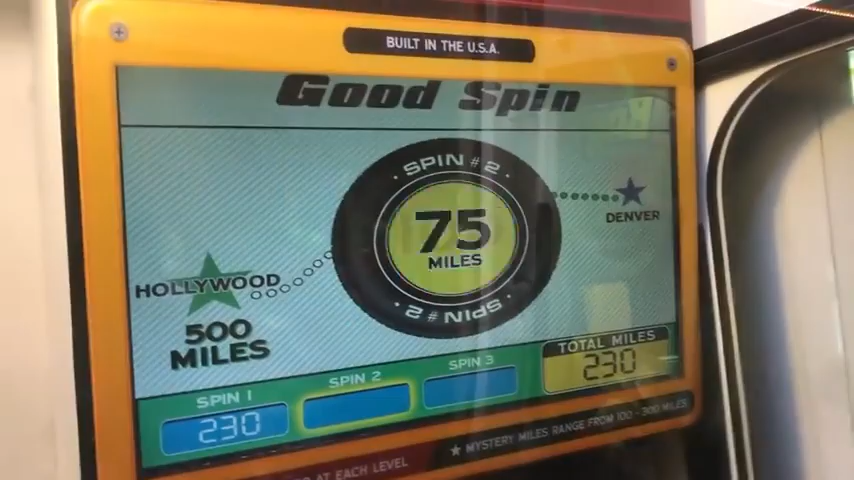 BUILT IN THE U.S.A.
Good Spin
· SPIN #2 ·
75
MILES
· SPIN #2 ·
DENVER
HOLLYWOOD
500
MILES
SPIN 1
230
SPIN 2
SPIN 3
TOTAL MILES
230
AT EACH LEVEL
★ MYSTERY MILES RANGE FROM 100 - 300 MILES